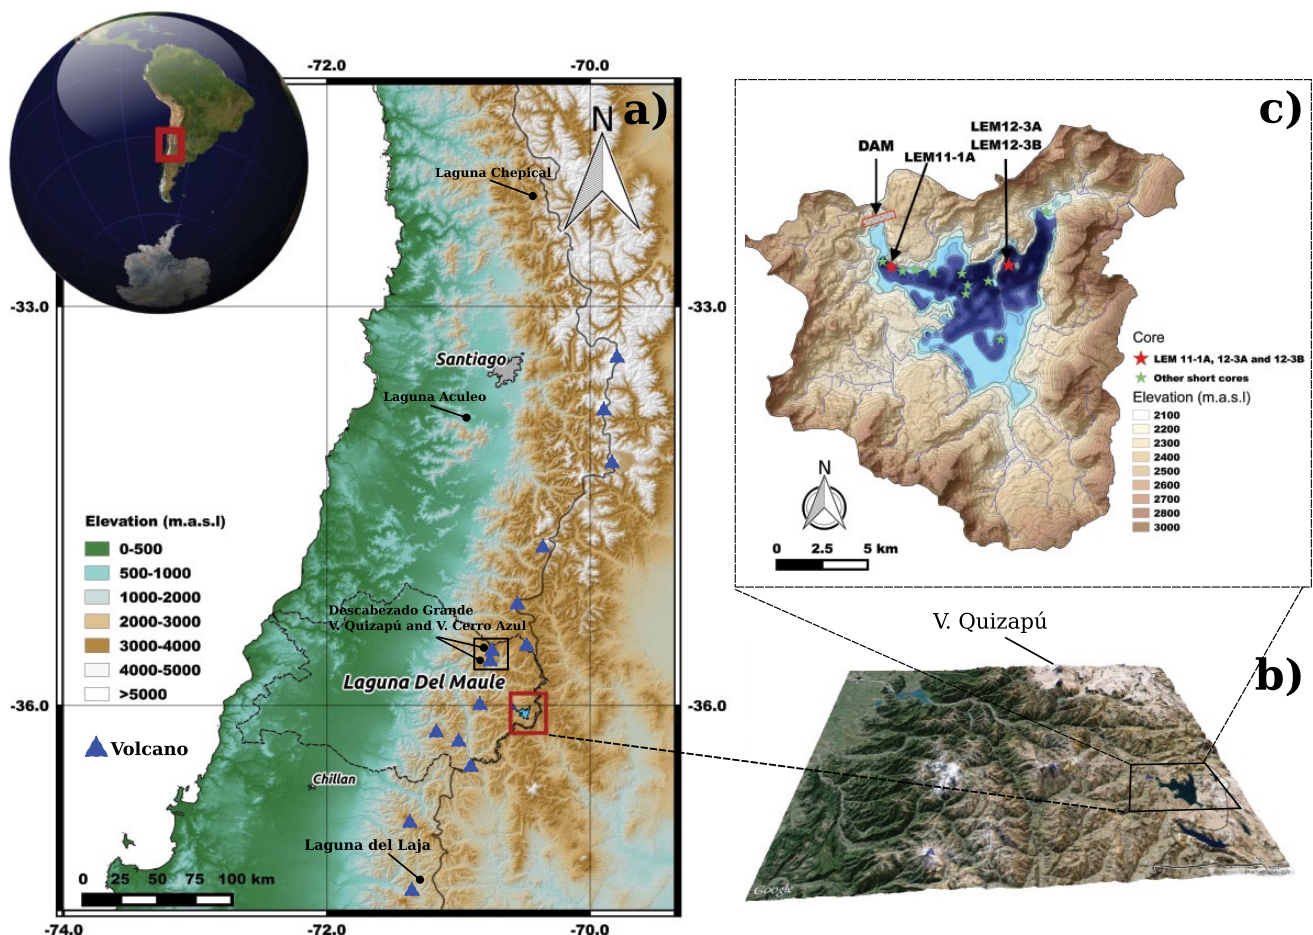 -72.0
-70.0
a)
N
Laguna Chepical
-33.0
-33.0
Santiago
Laguna Aculeo
Elevation (m.a.s.l)
0-500
500-1000
1000-2000
2000-3000
3000-4000
4000-5000
>5000
Volcano
Descabezado Grande
V. Quizapú and V. Cerro Azul
Laguna Del Maule
-36.0
-36.0
Chillan
Laguna del Laja
0 25 50 75 100 km
-74.0
-72.0
-70.0
c)
LEM12-3A
LEM12-3B
DAM
LEM11-1A
Core
LEM 11-1A, 12-3A and 12-3B
Other short cores
Elevation (m.a.s.l)
2100
2200
2300
2400
2500
2600
2700
2800
3000
N
0 2.5 5 km
V. Quizapú
b)
Google